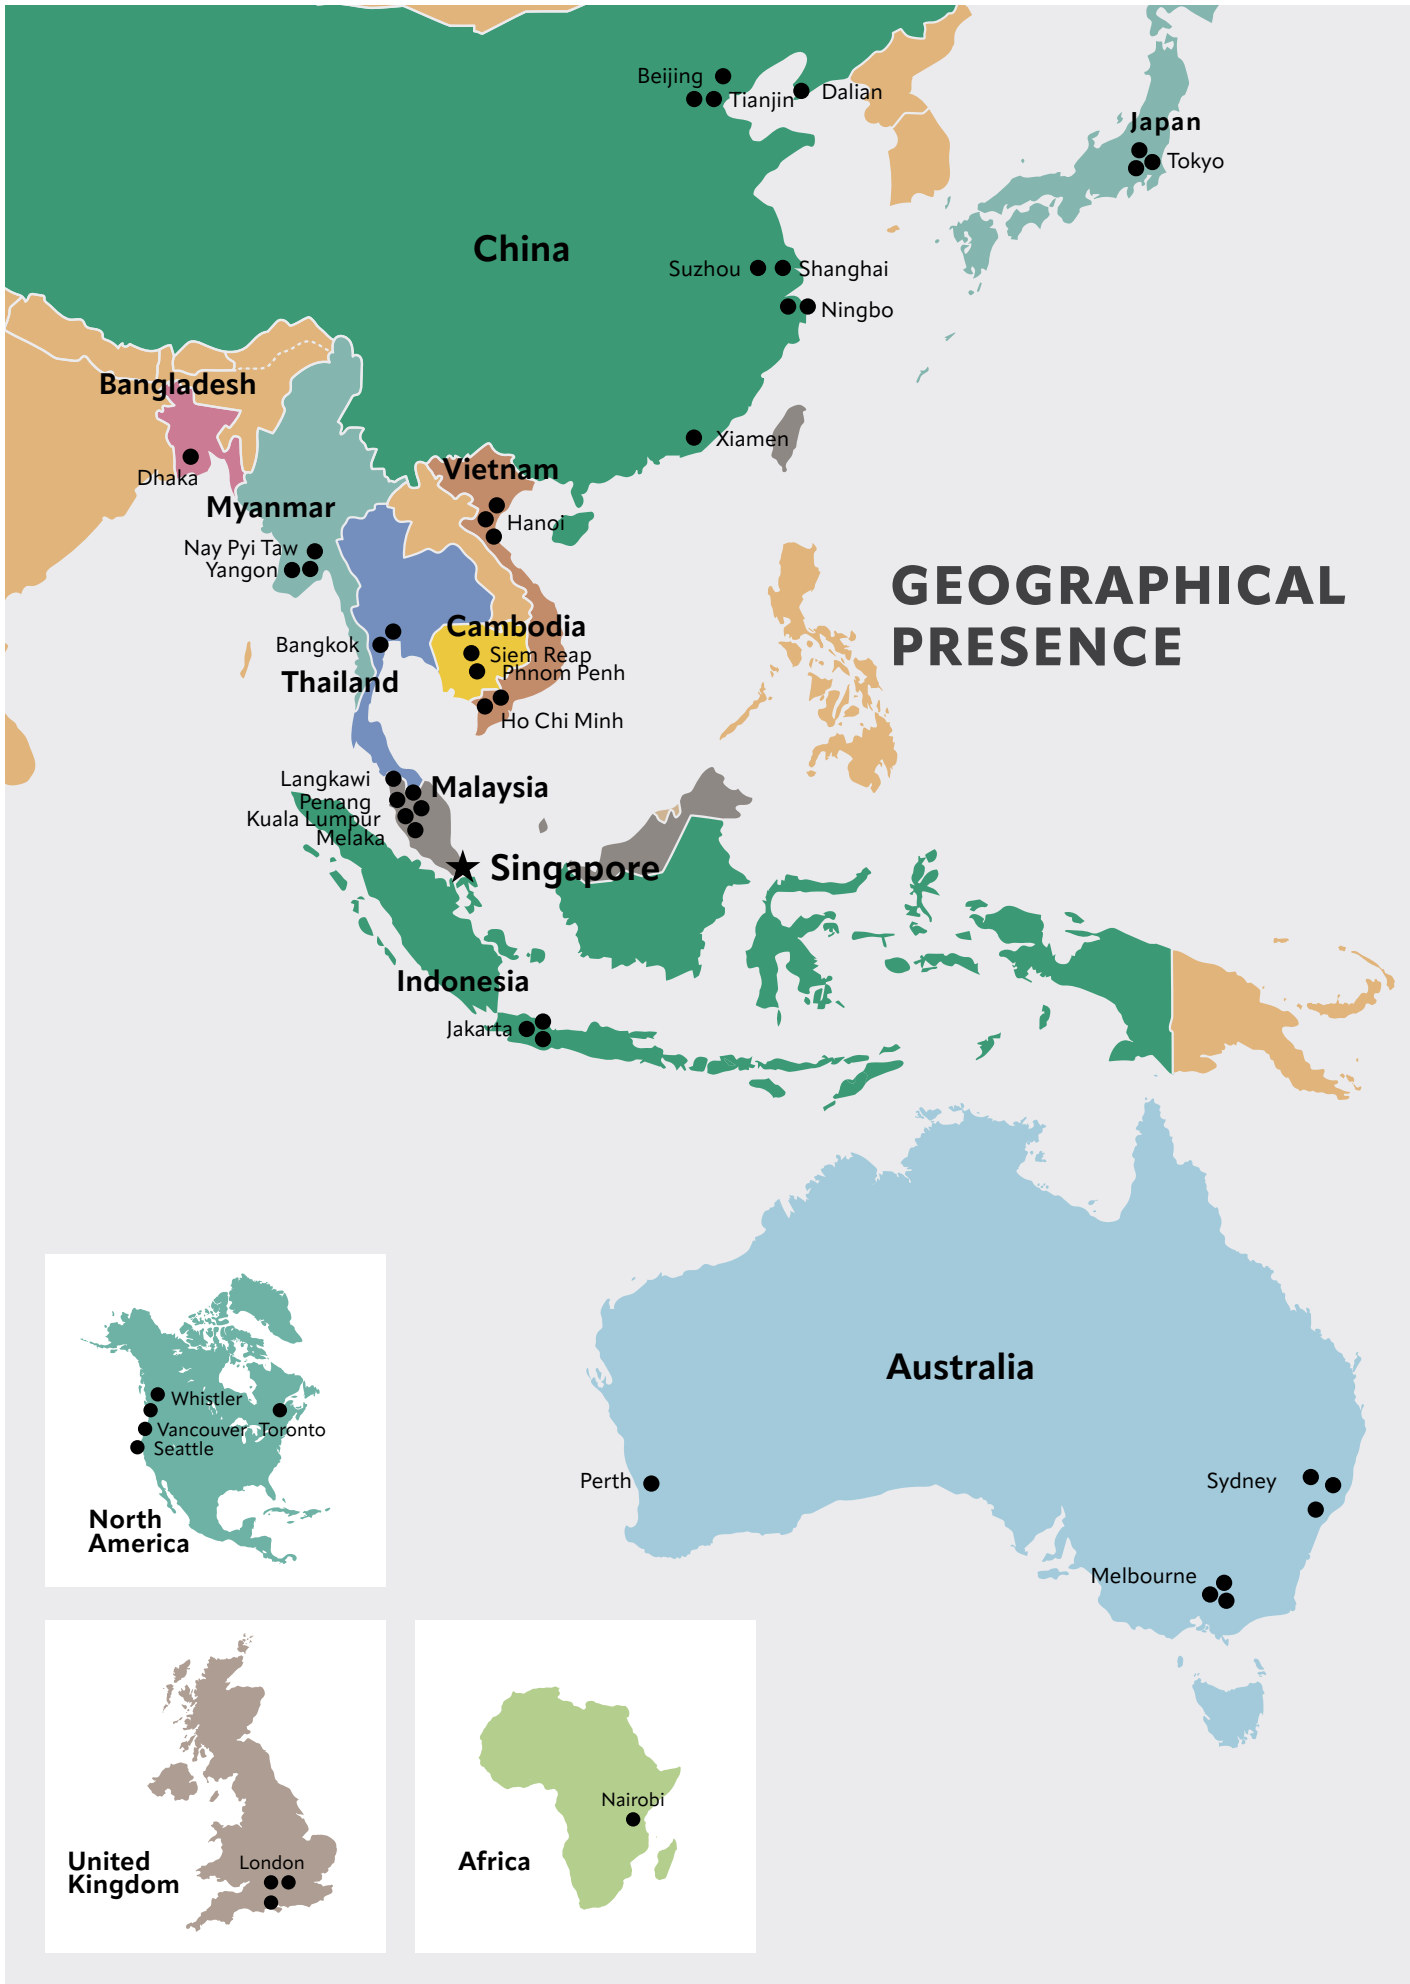 Beijing
Tianjin
Dalian
Japan
Tokyo
China
Suzhou
Shanghai
Ningbo
Bangladesh
Xiamen
Dhaka
Vietnam
Myanmar
Hanoi
Nay Pyi Taw
Yangon
GEOGRAPHICAL
PRESENCE
Cambodia
Bangkok
Siem Reap
Phnom Penh
Thailand
Ho Chi Minh
Langkawi
Malaysia
Penang
Kuala Lumpur
Melaka
Singapore
Indonesia
Jakarta
Australia
Whistler
Vancouver
Toronto
Seattle
Perth
Sydney
North
America
Melbourne
Nairobi
United
Kingdom
London
Africa